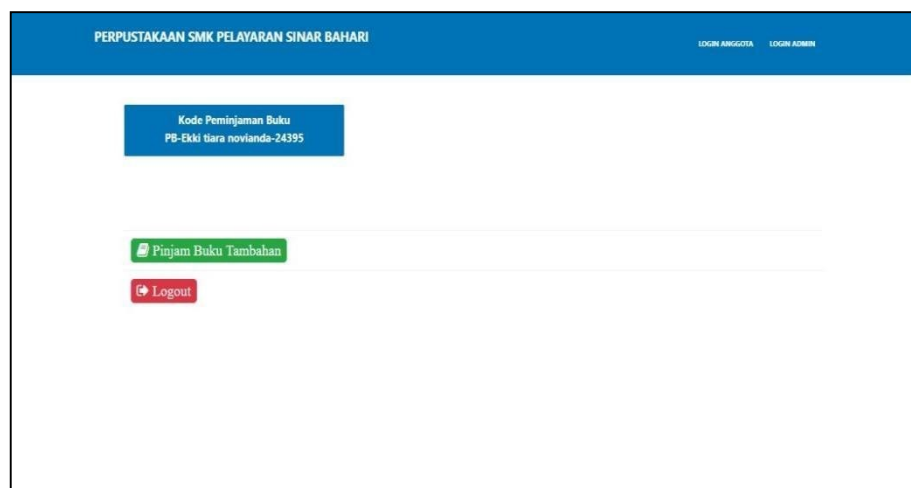 PERPUSTAKAAN SMK PELAYARAN SINAR BAHARI
LOGIN ANGGOTA LOGIN ADMIN
Kode Peminjaman Buku
PB-Ekki tiara novianda-24395
Pinjam Buku Tambahan
Logout